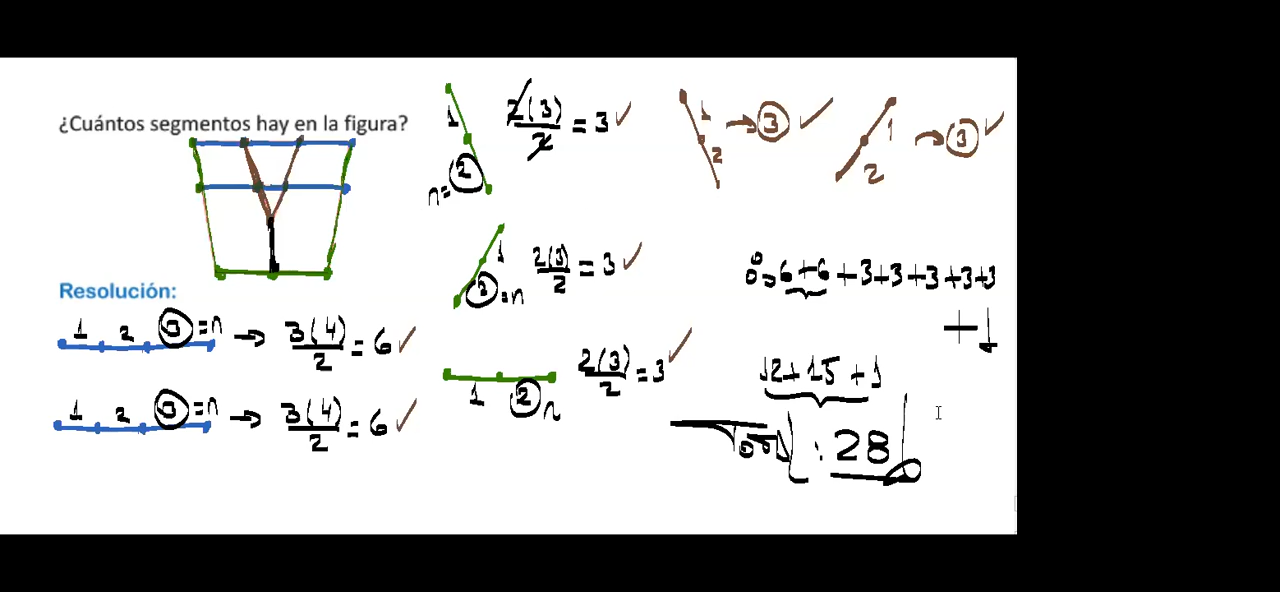 ¿Cuántos segmentos hay en la figura?
Resolución:
1 2 3 =n → 3(4)/2 = 6 ✓
1 2 3 =n → 3(4)/2 = 6 ✓
1
n= 2
2(3)/2 = 3 ✓
1
2 =n
2(3)/2 = 3 ✓
1 2 n
2(3)/2 = 3 ✓
1
2
→ 3 ✓
1
2
→ 3 ✓
6+6+3+3+3+3+3
+1
12+15+1
: 28